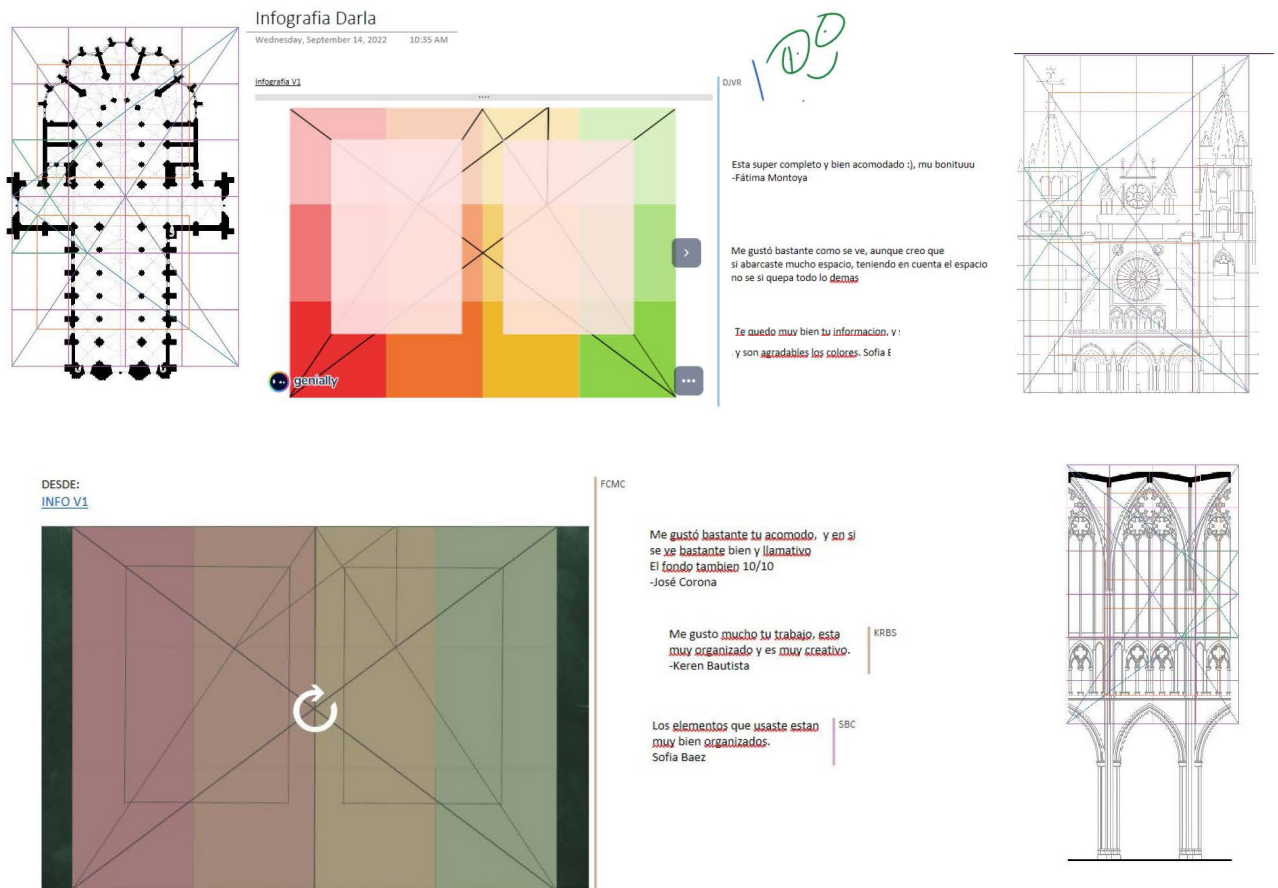 Infografia Darla
Wednesday, September 14, 2022 10:35 AM
infografia V1
DJVR
Esta super completo y bien acomodado :), mu bonituuu
-Fátima Montoya
Me gustó bastante como se ve, aunque creo que
si abarcaste mucho espacio, teniendo en cuenta el espacio
no se si quepa todo lo demas
Te quedo muy bien tu informacion, y
y son agradables los colores. Sofia
genially
DESDE:
INFO V1
FCMC
Me gustó bastante tu acomodo, y en si
se ve bastante bien y llamativo
El fondo tambien 10/10
-José Corona
Me gusto mucho tu trabajo, esta
muy organizado y es muy creativo.
-Keren Bautista
KRBS
Los elementos que usaste estan
muy bien organizados.
Sofia Baez
SBC